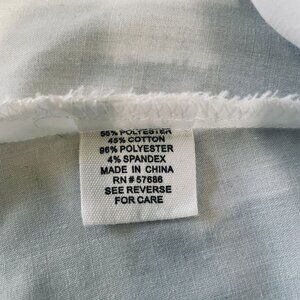 55% POLYESTER
45% COTTON
96% POLYESTER
4% SPANDEX
MADE IN CHINA
RN # 57686
SEE REVERSE
FOR CARE